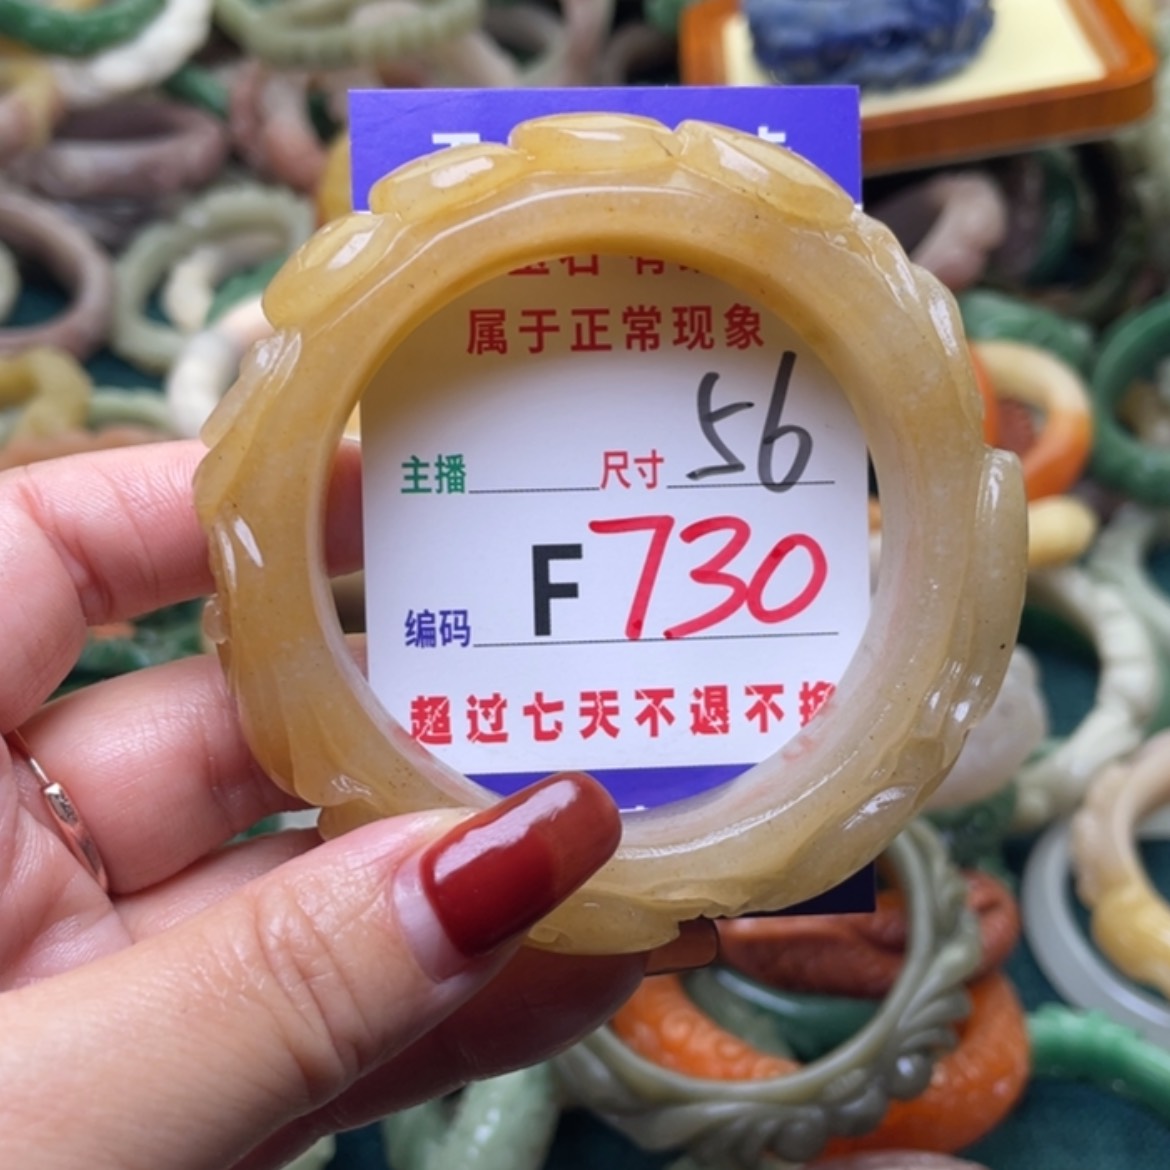 属于正常现象
主播 尺寸 56
编码 F730
超过七天不退不换